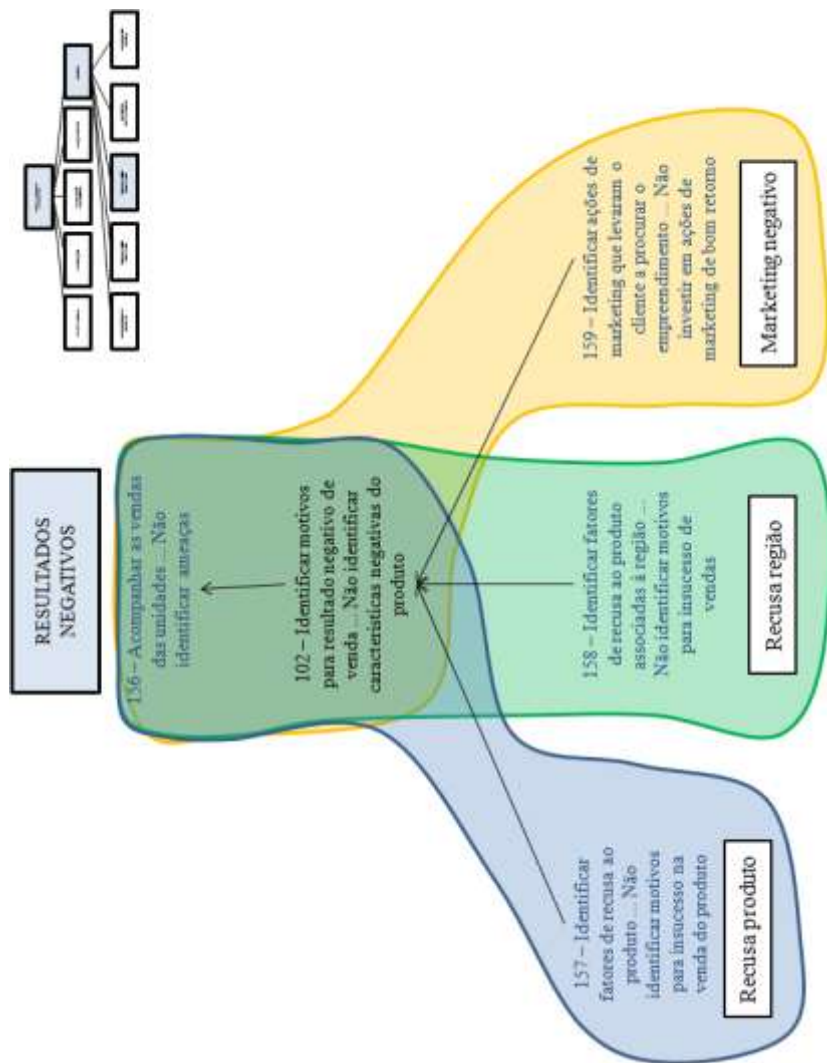 RESULTADOS
NEGATIVOS
156 – Acompanhar as vendas
das unidades ...Não
identificar ameaças
102 – Identificar motivos
para resultado negativo de
venda ... Não identificar
características negativas do
produto
157 – Identificar
fatores de recusa ao
produto ... Não
identificar motivos
para insucesso na
venda do produto
Recusa produto
158 – Identificar fatores
de recusa ao produto
associadas à região ...
Não identificar motivos
para insucesso de
vendas
Recusa região
159 – Identificar ações de
marketing que levaram o
cliente a procurar o
empreendimento ... Não
investir em ações de
marketing de bom retorno
Marketing negativo